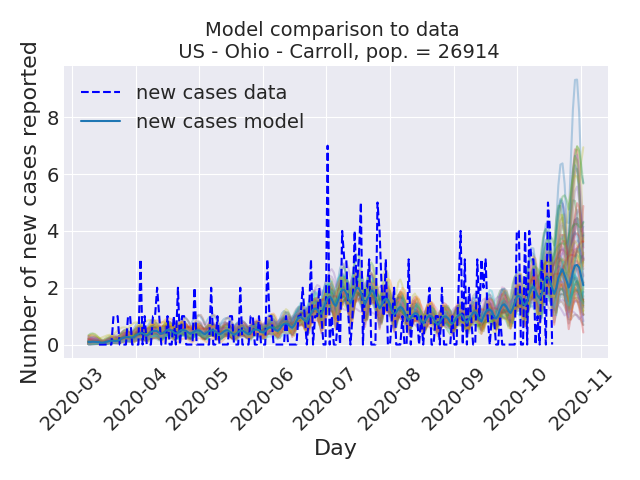 Model comparison to data
US - Ohio - Carroll, pop. = 26914
new cases data
new cases model
Number of new cases reported
8
6
4
2
0
2020-03
2020-04
2020-05
2020-06
2020-07
2020-08
2020-09
2020-10
2020-11
Day